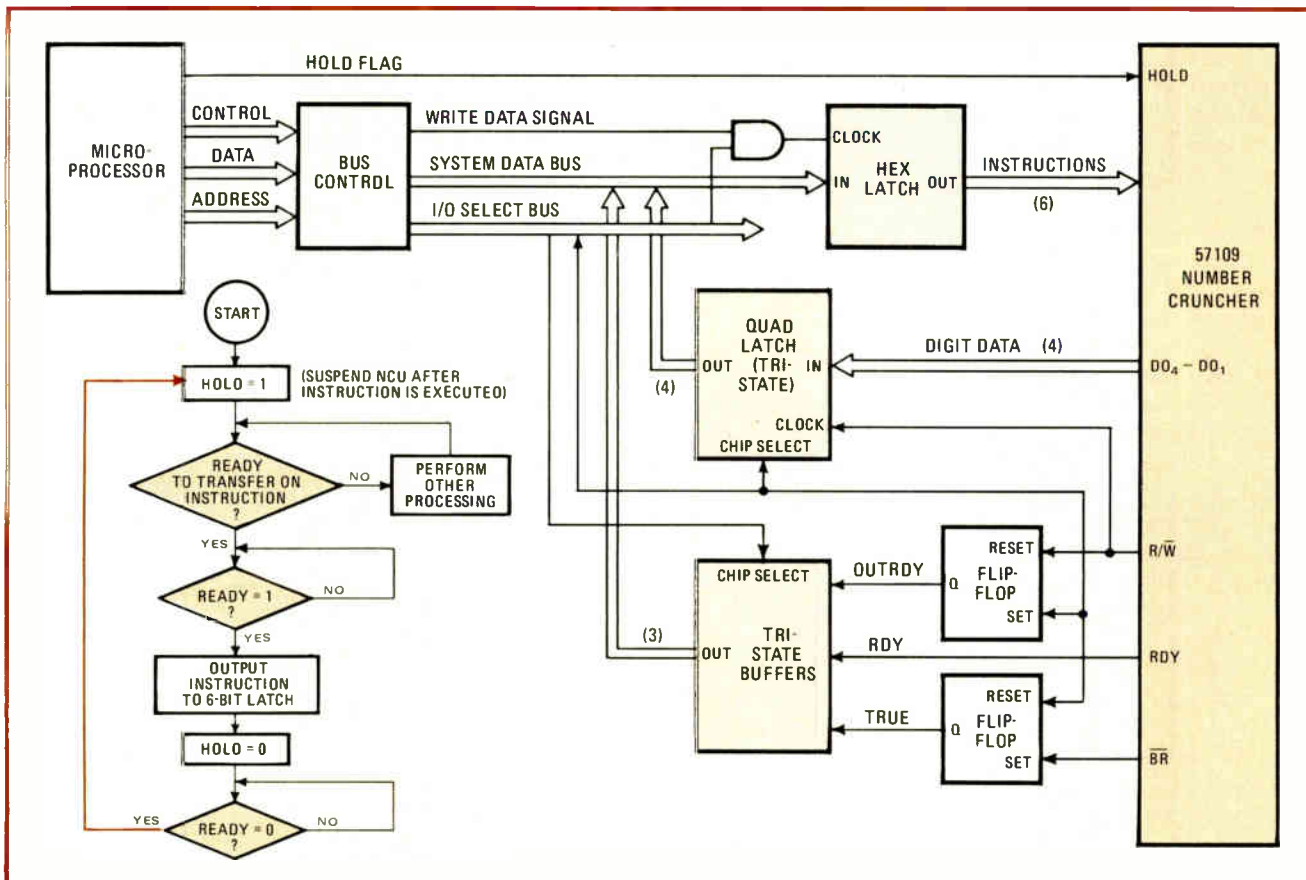 HOLD FLAG
HOLD
MICRO-
PROCESSOR
CONTROL
DATA
ADDRESS
BUS
CONTROL
WRITE DATA SIGNAL
SYSTEM DATA BUS
I/O SELECT BUS
CLOCK
IN
HEX
LATCH
OUT
INSTRUCTIONS
(6)
57109
NUMBER
CRUNCHER
START
HOLO = 1
(SUSPEND NCU AFTER
INSTRUCTION IS EXECUTED)
READY
TO TRANSFER ON
INSTRUCTION
?
NO
PERFORM
OTHER
PROCESSING
YES
READY = 1
?
NO
YES
OUTPUT
INSTRUCTION
TO 6-BIT LATCH
HOLO = 0
READY = 0
?
YES
NO
QUAD
LATCH
(TRI-
STATE)
OUT
IN
(4)
CLOCK
CHIP SELECT
DIGIT DATA (4)
DO₄ – DO₁
CHIP SELECT
OUT
(3)
TRI-
STATE
BUFFERS
OUTRDY
RDY
TRUE
RESET
Q
FLIP-
FLOP
SET
R/W̅
RDY
RESET
Q
FLIP-
FLOP
SET
B̅R̅